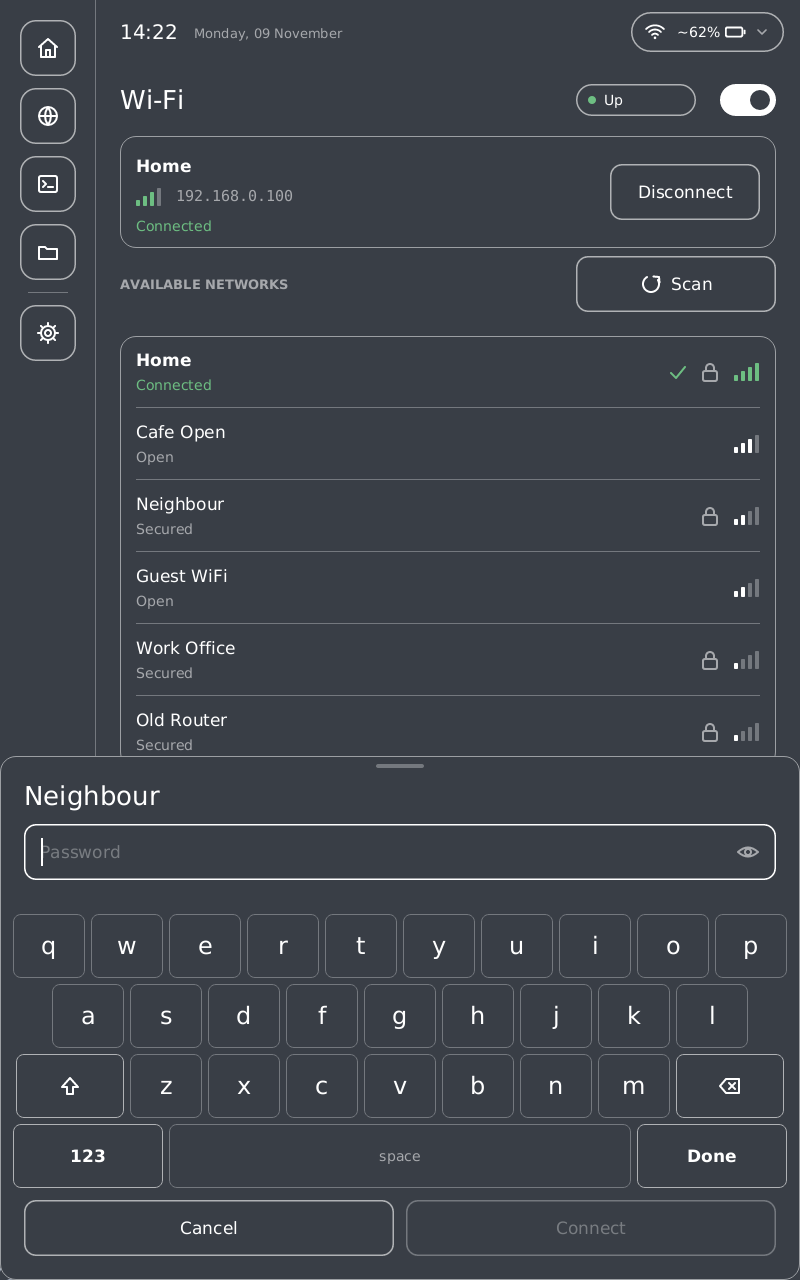 14:22 Monday, 09 November ~62%
Wi-Fi Up
Home
192.168.0.100
Connected
Disconnect
AVAILABLE NETWORKS Scan
Home
Connected
Cafe Open
Open
Neighbour
Secured
Guest WiFi
Open
Work Office
Secured
Old Router
Secured
Neighbour
Password
q w e r t y u i o p
a s d f g h j k l
z x c v b n m
123 space Done
Cancel Connect